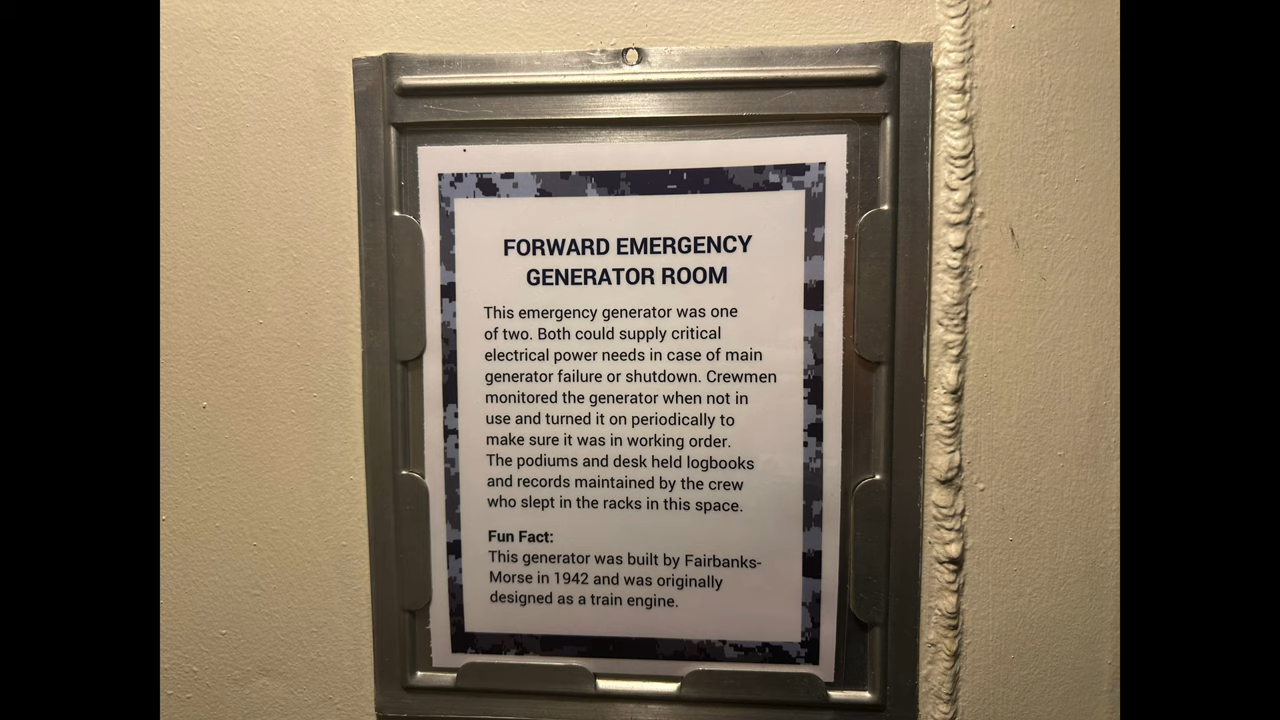 FORWARD EMERGENCY
GENERATOR ROOM
This emergency generator was one
of two. Both could supply critical
electrical power needs in case of main
generator failure or shutdown. Crewmen
monitored the generator when not in
use and turned it on periodically to
make sure it was in working order.
The podiums and desk held logbooks
and records maintained by the crew
who slept in the racks in this space.
Fun Fact:
This generator was built by Fairbanks-
Morse in 1942 and was originally
designed as a train engine.